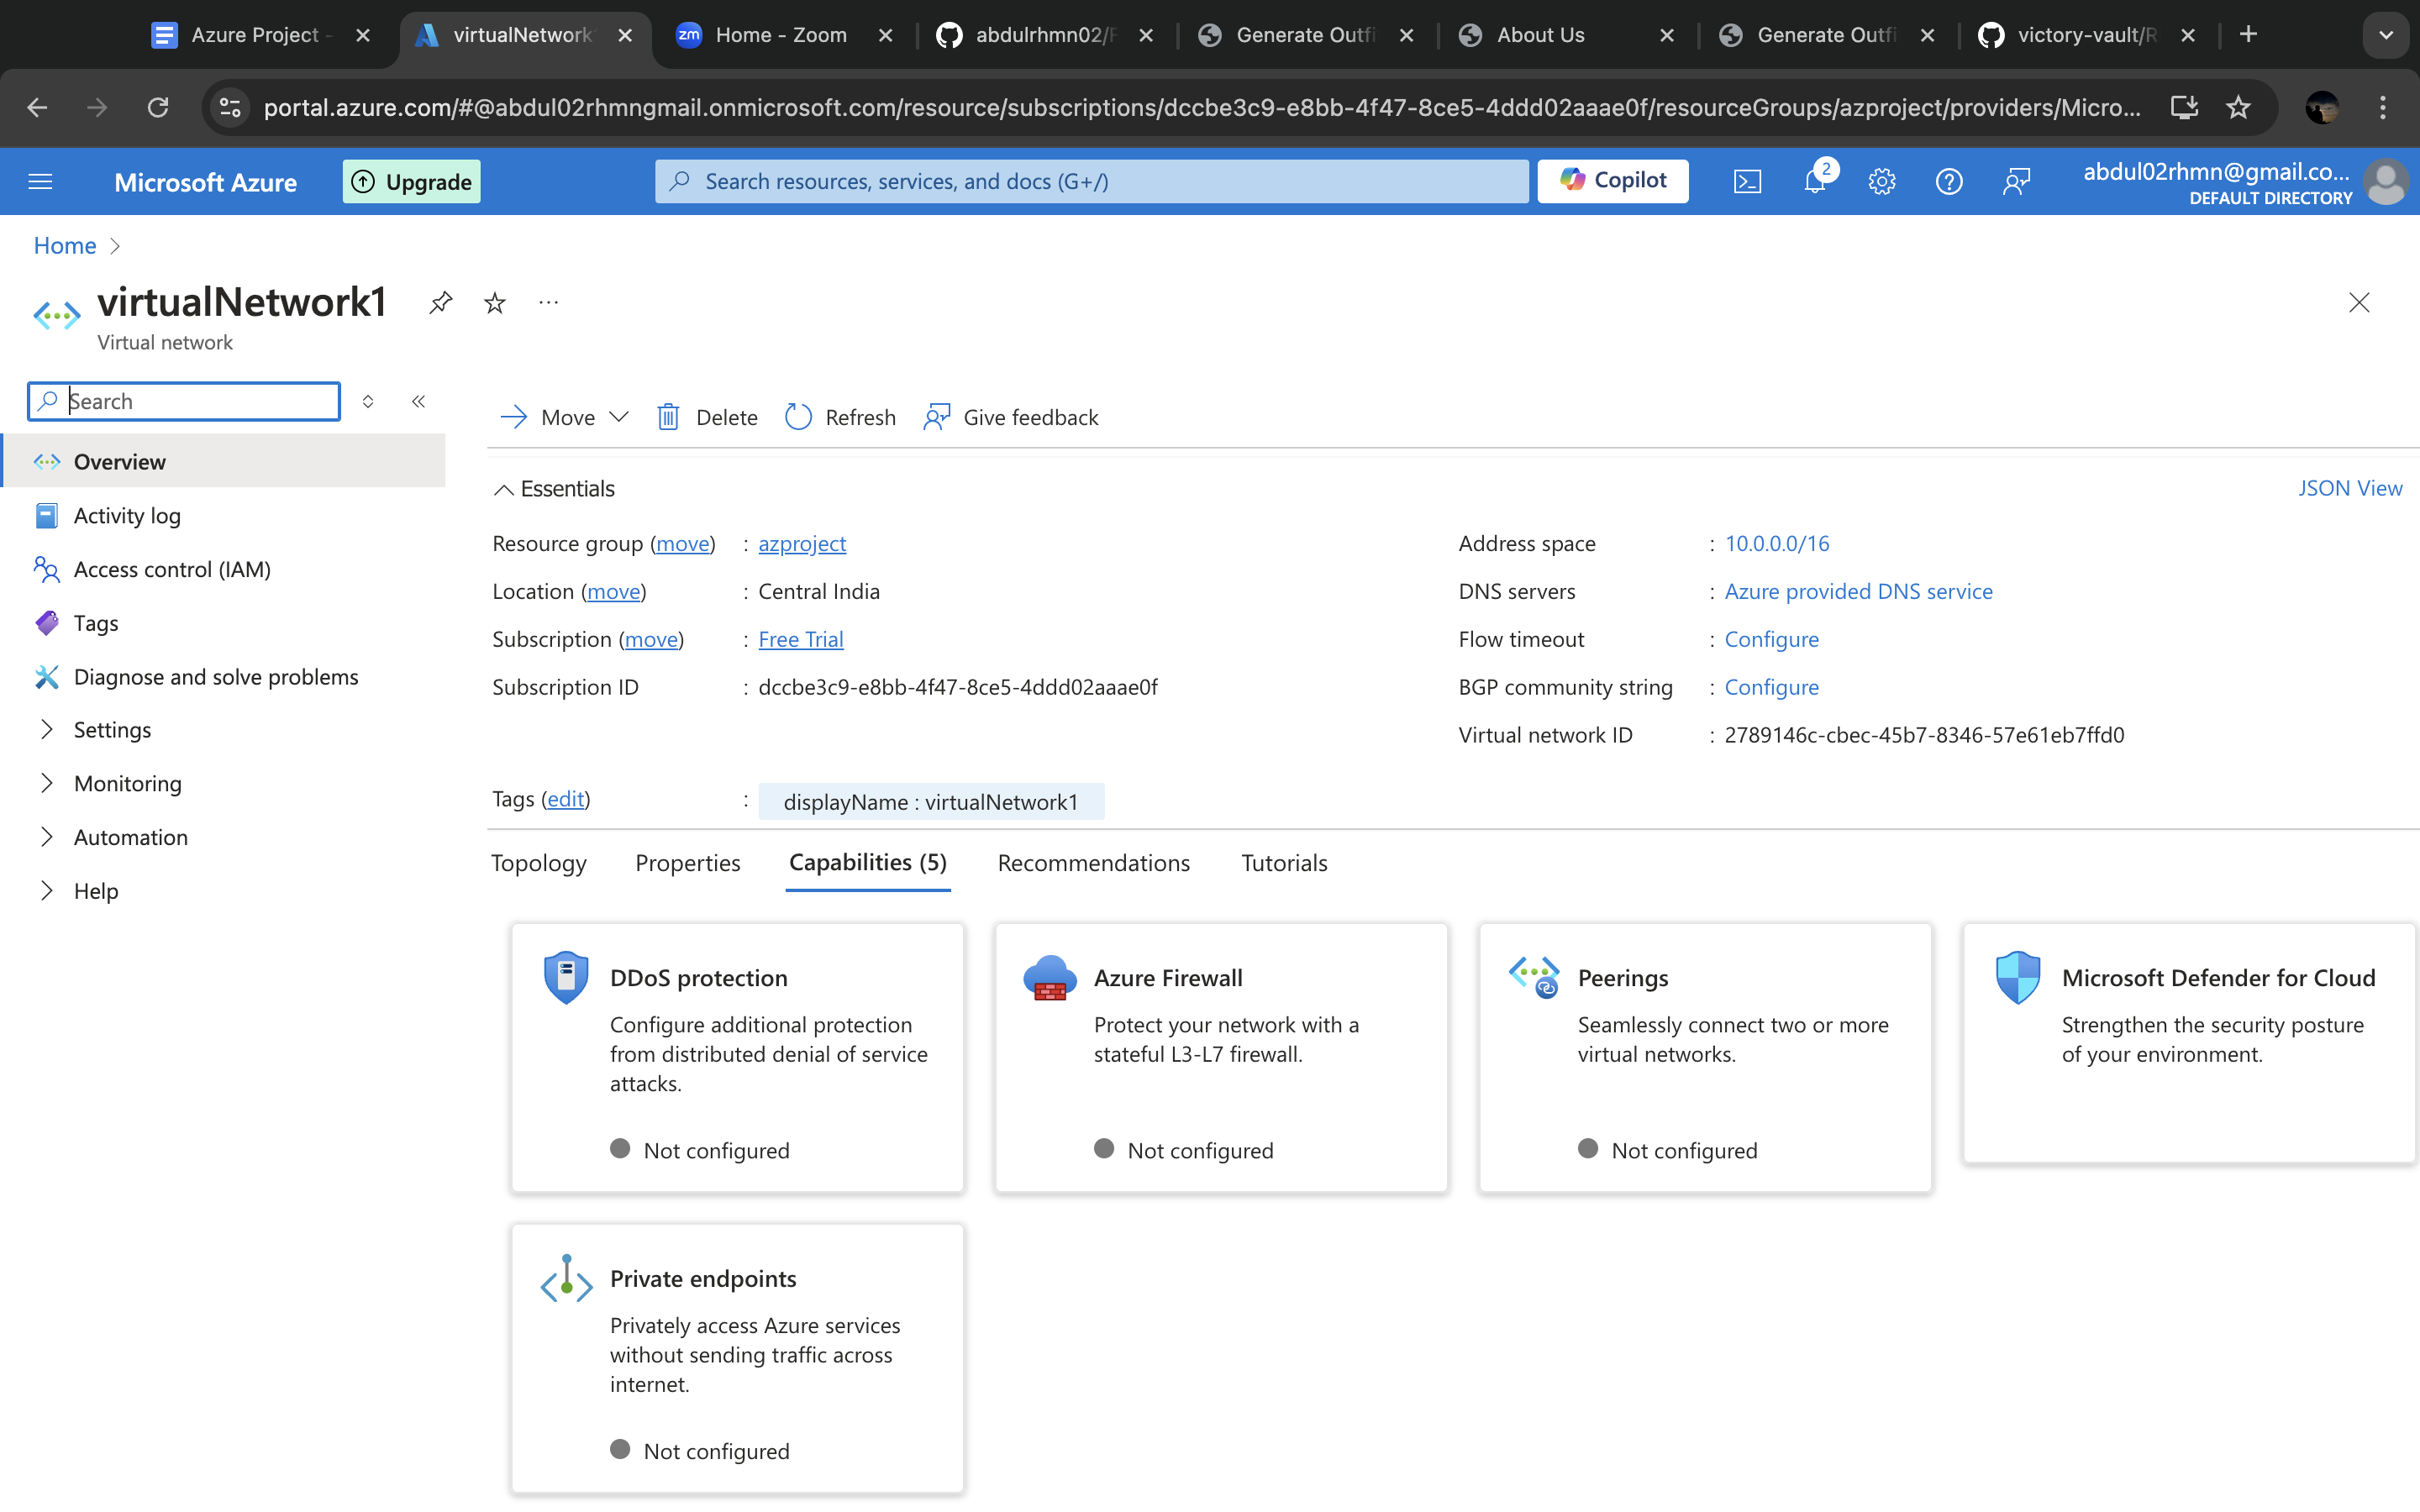 Azure Project -
virtualNetwork
zm Home - Zoom
abdulrhmn02/F
Generate Outfi
About Us
Generate Outfi
victory-vault/R
portal.azure.com/#@abdul02rhmngmail.onmicrosoft.com/resource/subscriptions/dccbe3c9-e8bb-4f47-8ce5-4ddd02aaae0f/resourceGroups/azproject/providers/Micro...
Microsoft Azure
Upgrade
Search resources, services, and docs (G+/)
Copilot
2
abdul02rhmn@gmail.co...
DEFAULT DIRECTORY
Home
virtualNetwork1
Virtual network
Search
Overview
Activity log
Access control (IAM)
Tags
Diagnose and solve problems
Settings
Monitoring
Automation
Help
Move
Delete
Refresh
Give feedback
Essentials
JSON View
Resource group (move) : azproject
Location (move) : Central India
Subscription (move) : Free Trial
Subscription ID : dccbe3c9-e8bb-4f47-8ce5-4ddd02aaae0f
Address space : 10.0.0.0/16
DNS servers : Azure provided DNS service
Flow timeout : Configure
BGP community string : Configure
Virtual network ID : 2789146c-cbec-45b7-8346-57e61eb7ffd0
Tags (edit) : displayName : virtualNetwork1
Topology
Properties
Capabilities (5)
Recommendations
Tutorials
DDoS protection
Configure additional protection
from distributed denial of service
attacks.
Not configured
Azure Firewall
Protect your network with a
stateful L3-L7 firewall.
Not configured
Peerings
Seamlessly connect two or more
virtual networks.
Not configured
Microsoft Defender for Cloud
Strengthen the security posture
of your environment.
Private endpoints
Privately access Azure services
without sending traffic across
internet.
Not configured